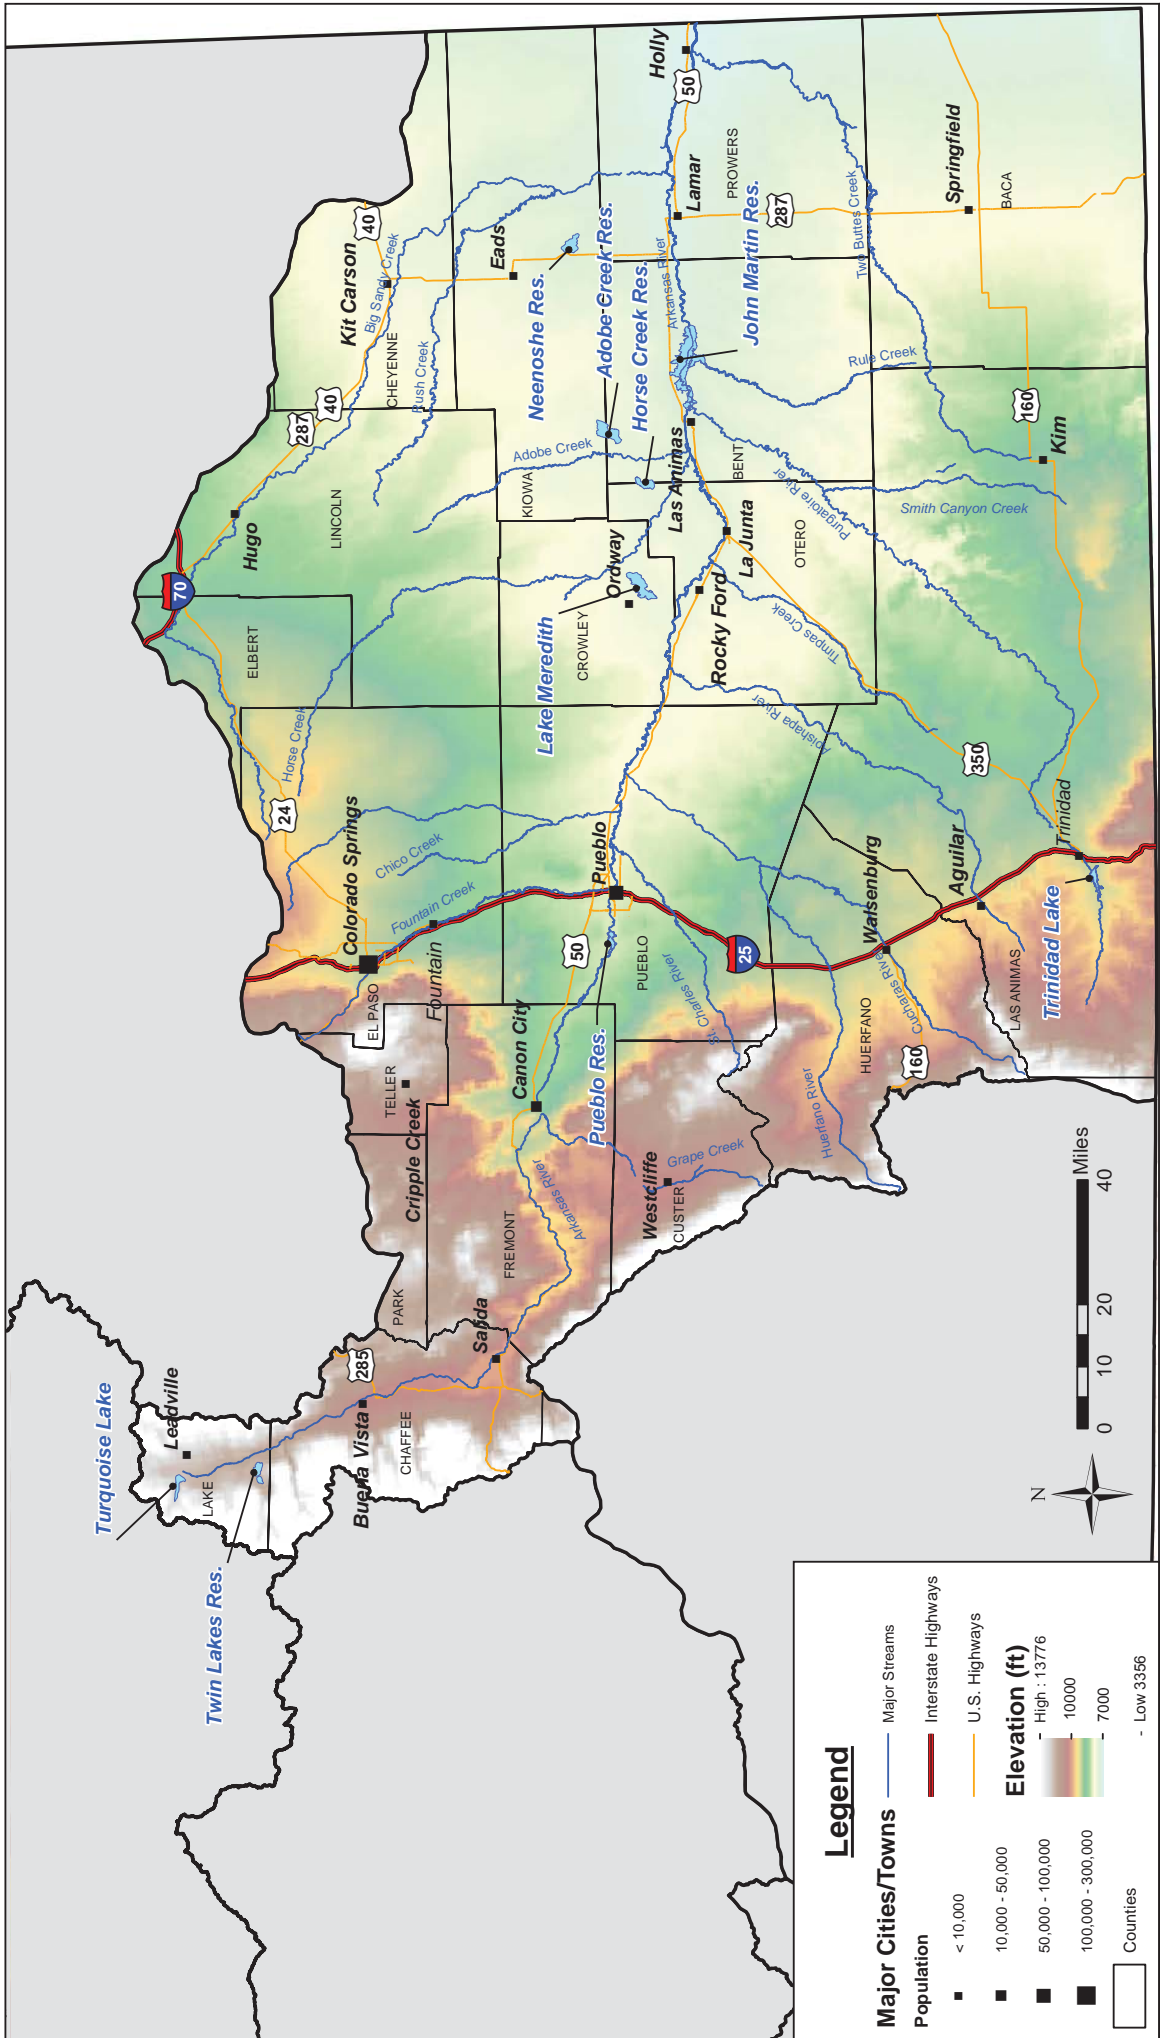 Turquoise Lake
Leadville
LAKE
Twin Lakes Res.
285
Buena Vista
CHAFFEE
Salida
PARK
Cripple Creek
TELLER
FREMONT
Arkansas River
Canon City
EL PASO
Fountain
Colorado Springs
Fountain Creek
Chico Creek
24
Horse Creek
ELBERT
70
Hugo
LINCOLN
287
40
Kit Carson
40
Big Sandy Creek
CHEYENNE
Rush Creek
Eads
Neenoshe Res.
Adobe Creek Res.
Horse Creek Res.
Adobe Creek
KIOWA
Ordway
CROWLEY
Lake Meredith
50
Pueblo
PUEBLO
Pueblo Res.
Westcliffe
CUSTER
Grape Creek
St. Charles River
25
Rocky Ford
La Junta
Las Animas
BENT
OTERO
Arkansas River
John Martin Res.
Lamar
PROWERS
Holly
50
287
Two Buttes Creek
Springfield
BACA
Rule Creek
160
Kim
Smith Canyon Creek
Purgatoire River
Timpas Creek
Apishapa River
350
Huerfano River
HUERFANO
Cucharas River
160
Walsenburg
Aguilar
LAS ANIMAS
Trinidad
Trinidad Lake
N
0
10
20
40
Miles
Legend
Major Cities/Towns
Population
< 10,000
10,000 - 50,000
50,000 - 100,000
100,000 - 300,000
Counties
Major Streams
Interstate Highways
U.S. Highways
Elevation (ft)
High : 13776
10000
7000
Low 3356